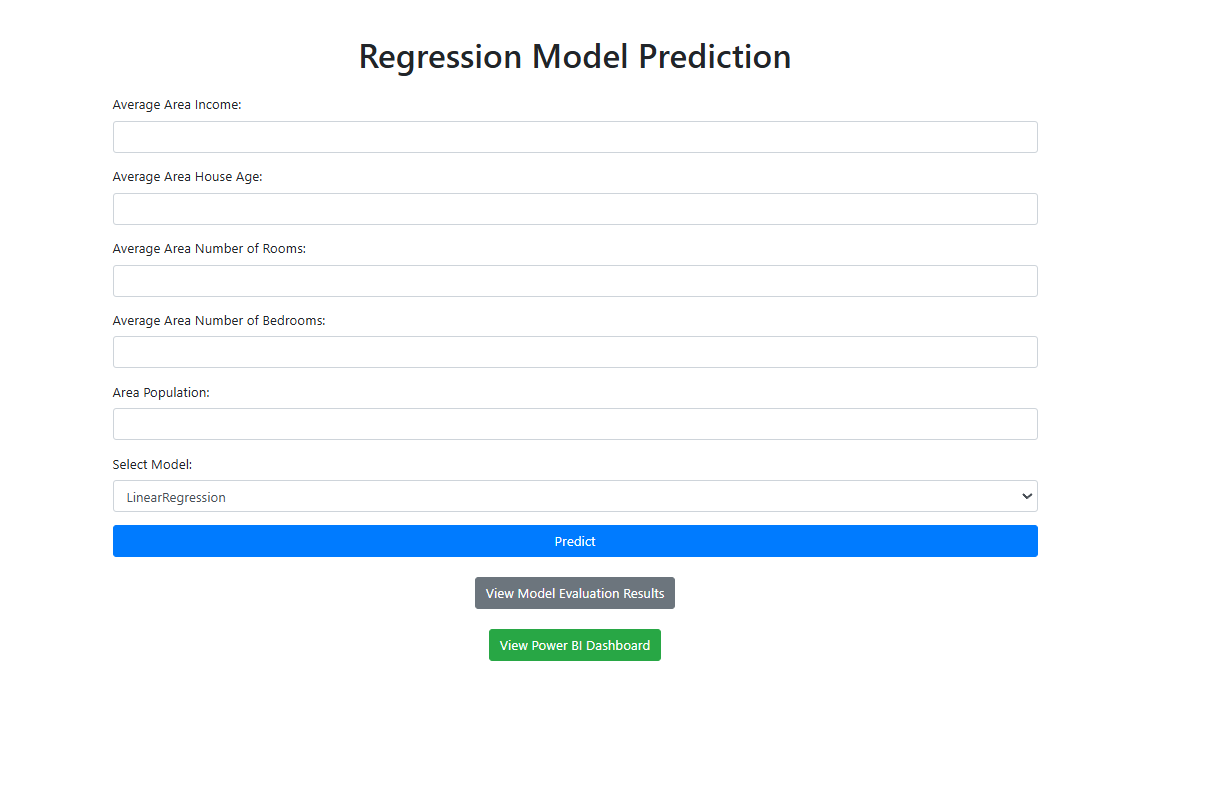 Regression Model Prediction
Average Area Income:
Average Area House Age:
Average Area Number of Rooms:
Average Area Number of Bedrooms:
Area Population:
Select Model:
LinearRegression
Predict
View Model Evaluation Results
View Power BI Dashboard